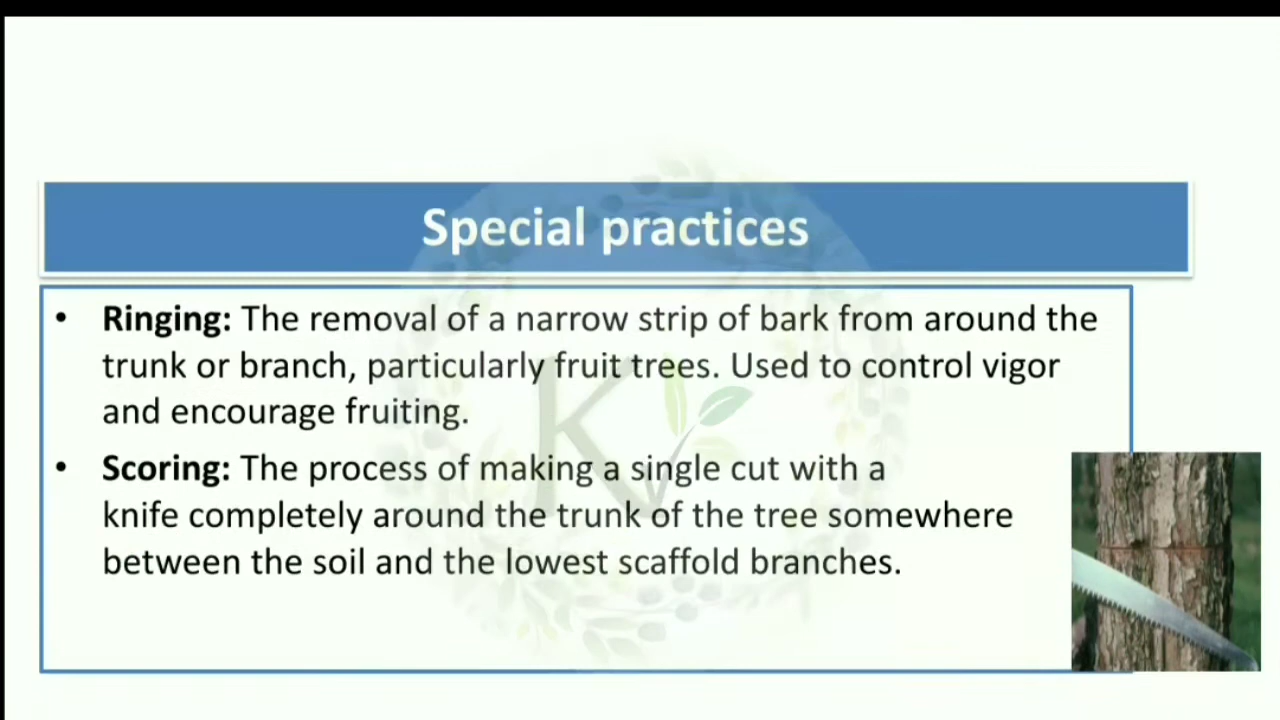 Special practices
• Ringing: The removal of a narrow strip of bark from around the
trunk or branch, particularly fruit trees. Used to control vigor
and encourage fruiting.
• Scoring: The process of making a single cut with a
knife completely around the trunk of the tree somewhere
between the soil and the lowest scaffold branches.
K